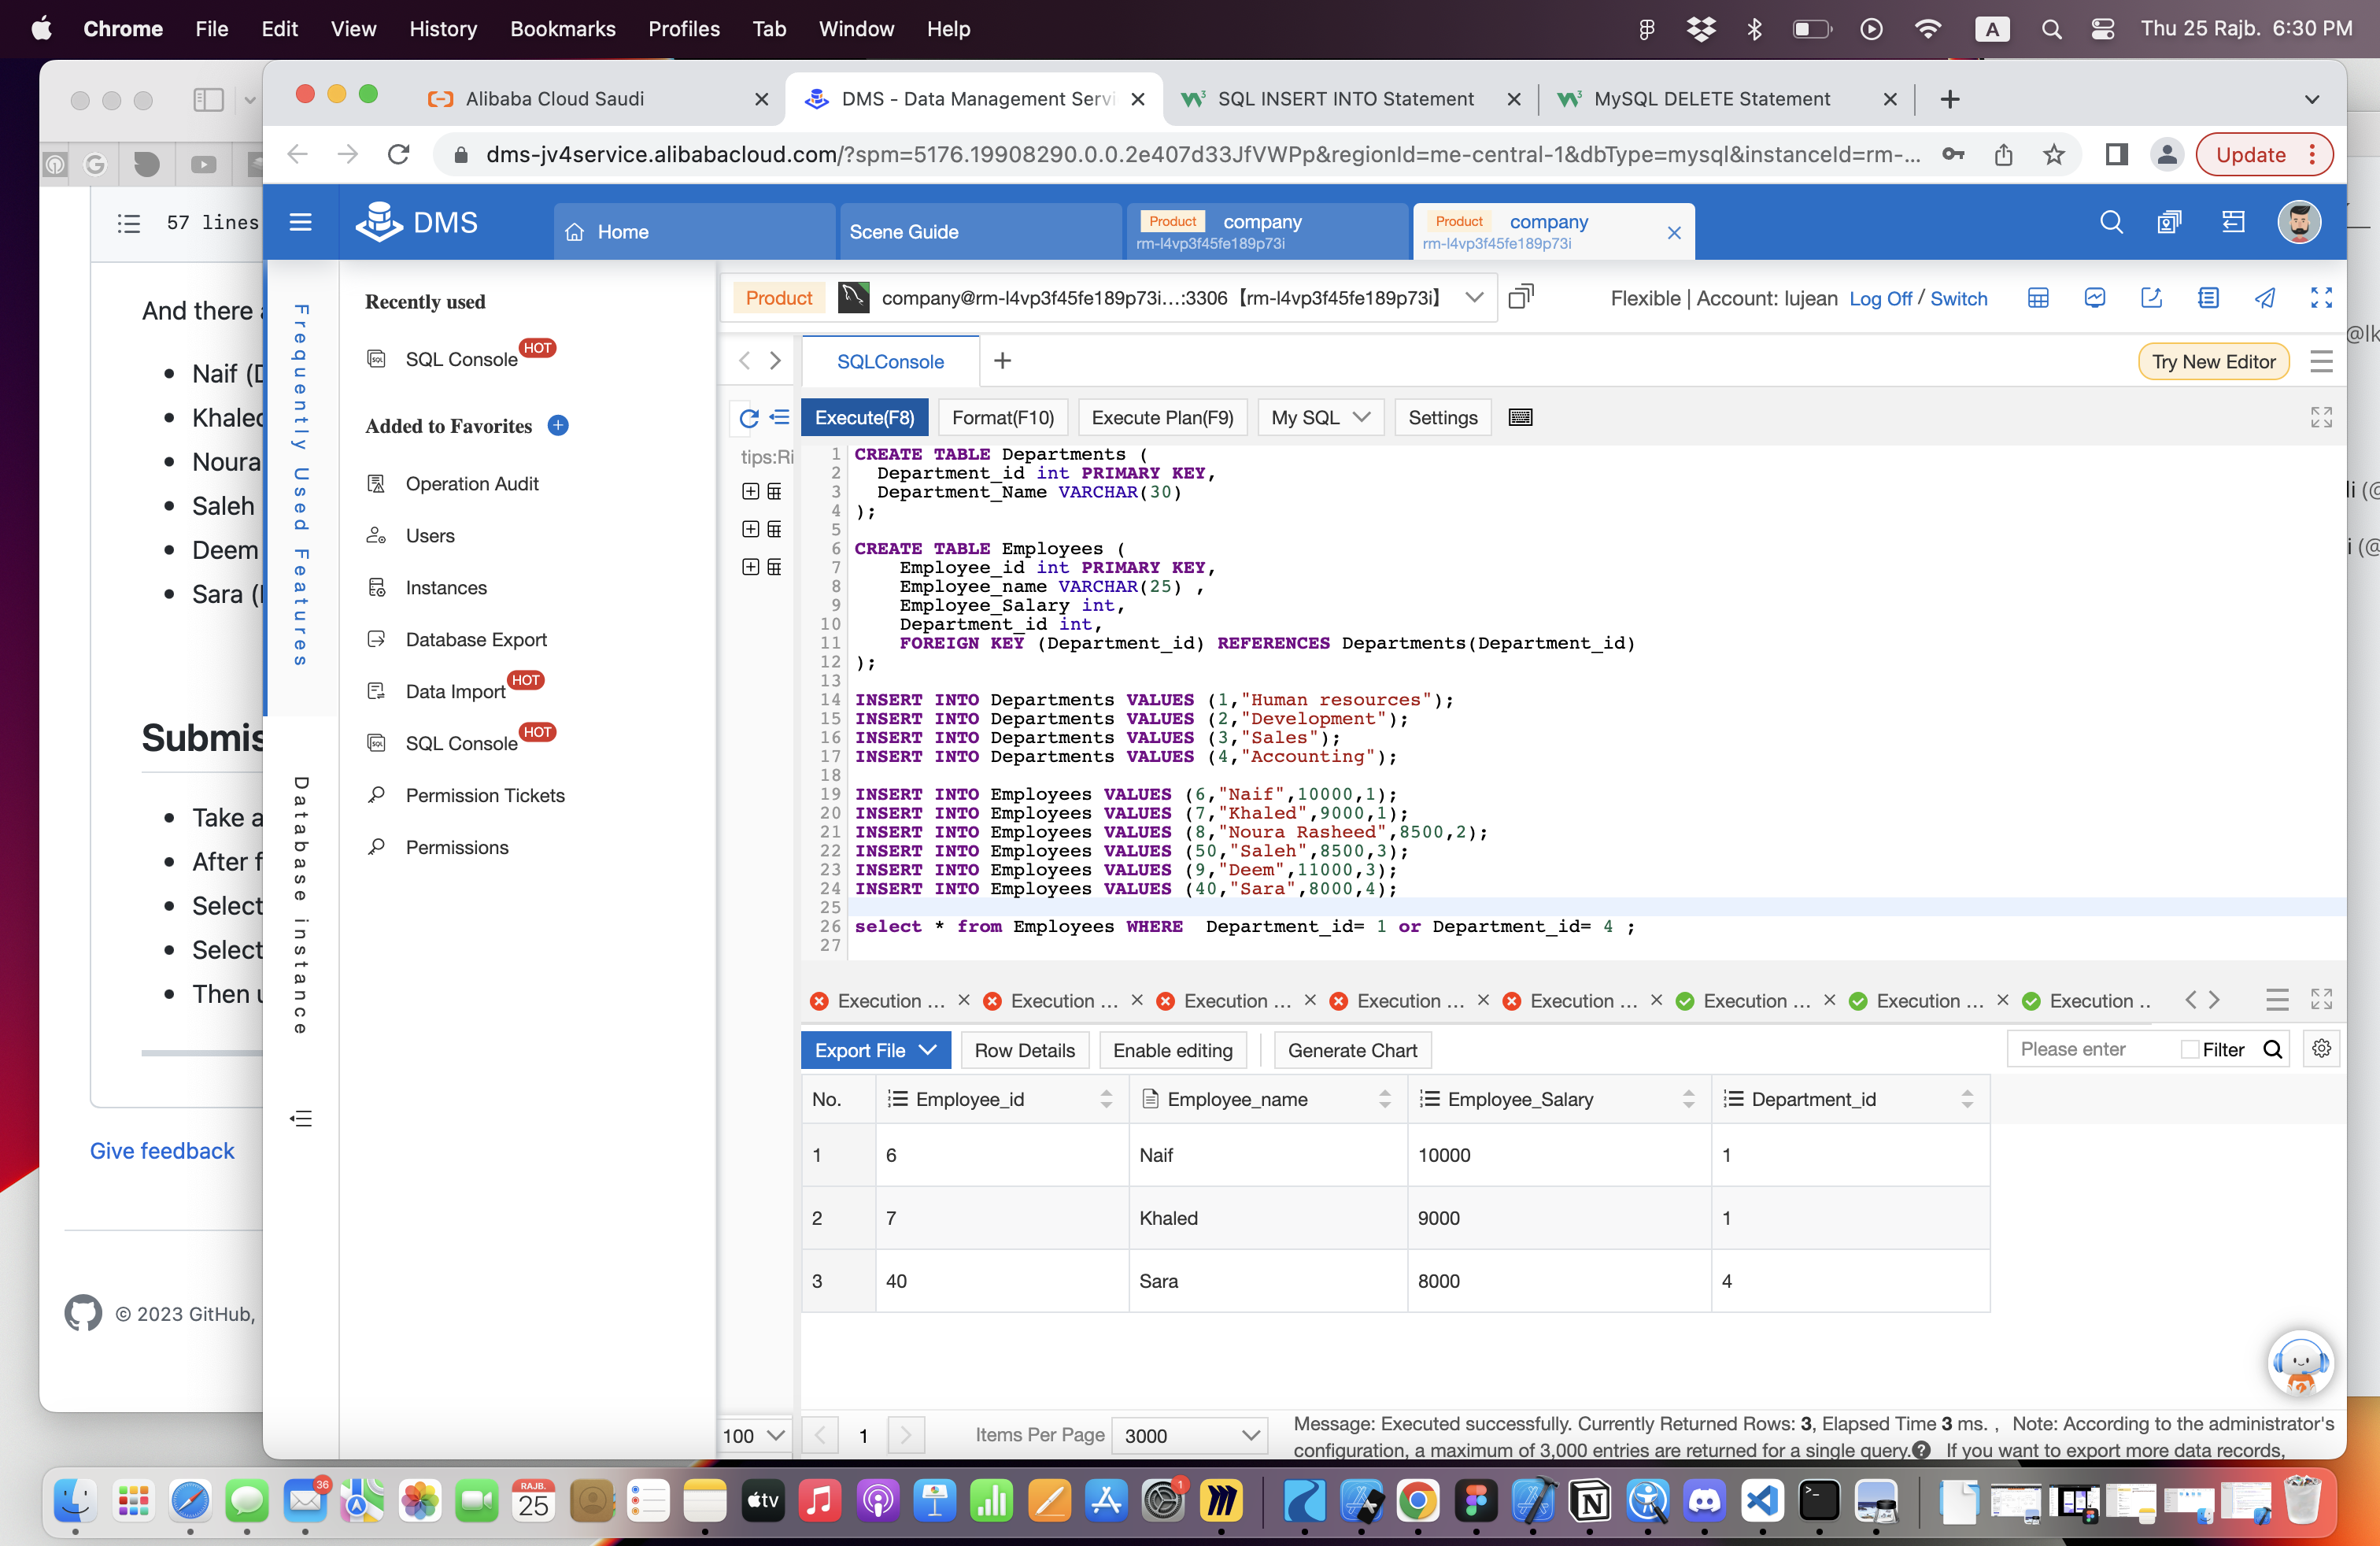 Chrome File Edit View History Bookmarks Profiles Tab Window Help
A Thu 25 Rajb. 6:30 PM
Alibaba Cloud Saudi
DMS - Data Management Servi
SQL INSERT INTO Statement
MySQL DELETE Statement
dms-jv4service.alibabacloud.com/?spm=5176.19908290.0.0.2e407d33JfVWPp&regionId=me-central-1&dbType=mysql&instanceId=rm-...
Update
57 lines
And there
Naif (D
Khaled
Noura
Saleh
Deem
Sara (
Submis
Take a
After f
Select
Select
Then u
Give feedback
© 2023 GitHub,
DMS
Home
Scene Guide
Product company
rm-l4vp3f45fe189p73i
Product company
rm-l4vp3f45fe189p73i
Frequently Used Features
Database instance
Recently used
SQL Console HOT
Added to Favorites
Operation Audit
Users
Instances
Database Export
Data Import HOT
SQL Console HOT
Permission Tickets
Permissions
Product company@rm-l4vp3f45fe189p73i...:3306【rm-l4vp3f45fe189p73i】
Flexible | Account: lujean Log Off / Switch
@lk
li (@
i (@
SQLConsole
Try New Editor
Execute(F8) Format(F10) Execute Plan(F9) My SQL Settings
tips:Ri
1 CREATE TABLE Departments (
2 Department_id int PRIMARY KEY,
3 Department_Name VARCHAR(30)
4 );
5
6 CREATE TABLE Employees (
7 Employee_id int PRIMARY KEY,
8 Employee_name VARCHAR(25) ,
9 Employee_Salary int,
10 Department_id int,
11 FOREIGN KEY (Department_id) REFERENCES Departments(Department_id)
12 );
13
14 INSERT INTO Departments VALUES (1,"Human resources");
15 INSERT INTO Departments VALUES (2,"Development");
16 INSERT INTO Departments VALUES (3,"Sales");
17 INSERT INTO Departments VALUES (4,"Accounting");
18
19 INSERT INTO Employees VALUES (6,"Naif",10000,1);
20 INSERT INTO Employees VALUES (7,"Khaled",9000,1);
21 INSERT INTO Employees VALUES (8,"Noura Rasheed",8500,2);
22 INSERT INTO Employees VALUES (50,"Saleh",8500,3);
23 INSERT INTO Employees VALUES (9,"Deem",11000,3);
24 INSERT INTO Employees VALUES (40,"Sara",8000,4);
25
26 select * from Employees WHERE Department_id= 1 or Department_id= 4 ;
27
Execution ... Execution ... Execution ... Execution ... Execution ... Execution ... Execution ... Execution ..
Export File Row Details Enable editing Generate Chart
Please enter Filter
No. Employee_id Employee_name Employee_Salary Department_id
1 6 Naif 10000 1
2 7 Khaled 9000 1
3 40 Sara 8000 4
100 1 Items Per Page 3000
Message: Executed successfully. Currently Returned Rows: 3, Elapsed Time 3 ms. , Note: According to the administrator's
configuration, a maximum of 3,000 entries are returned for a single query. If you want to export more data records,
36
RAJB.
25
tv
1